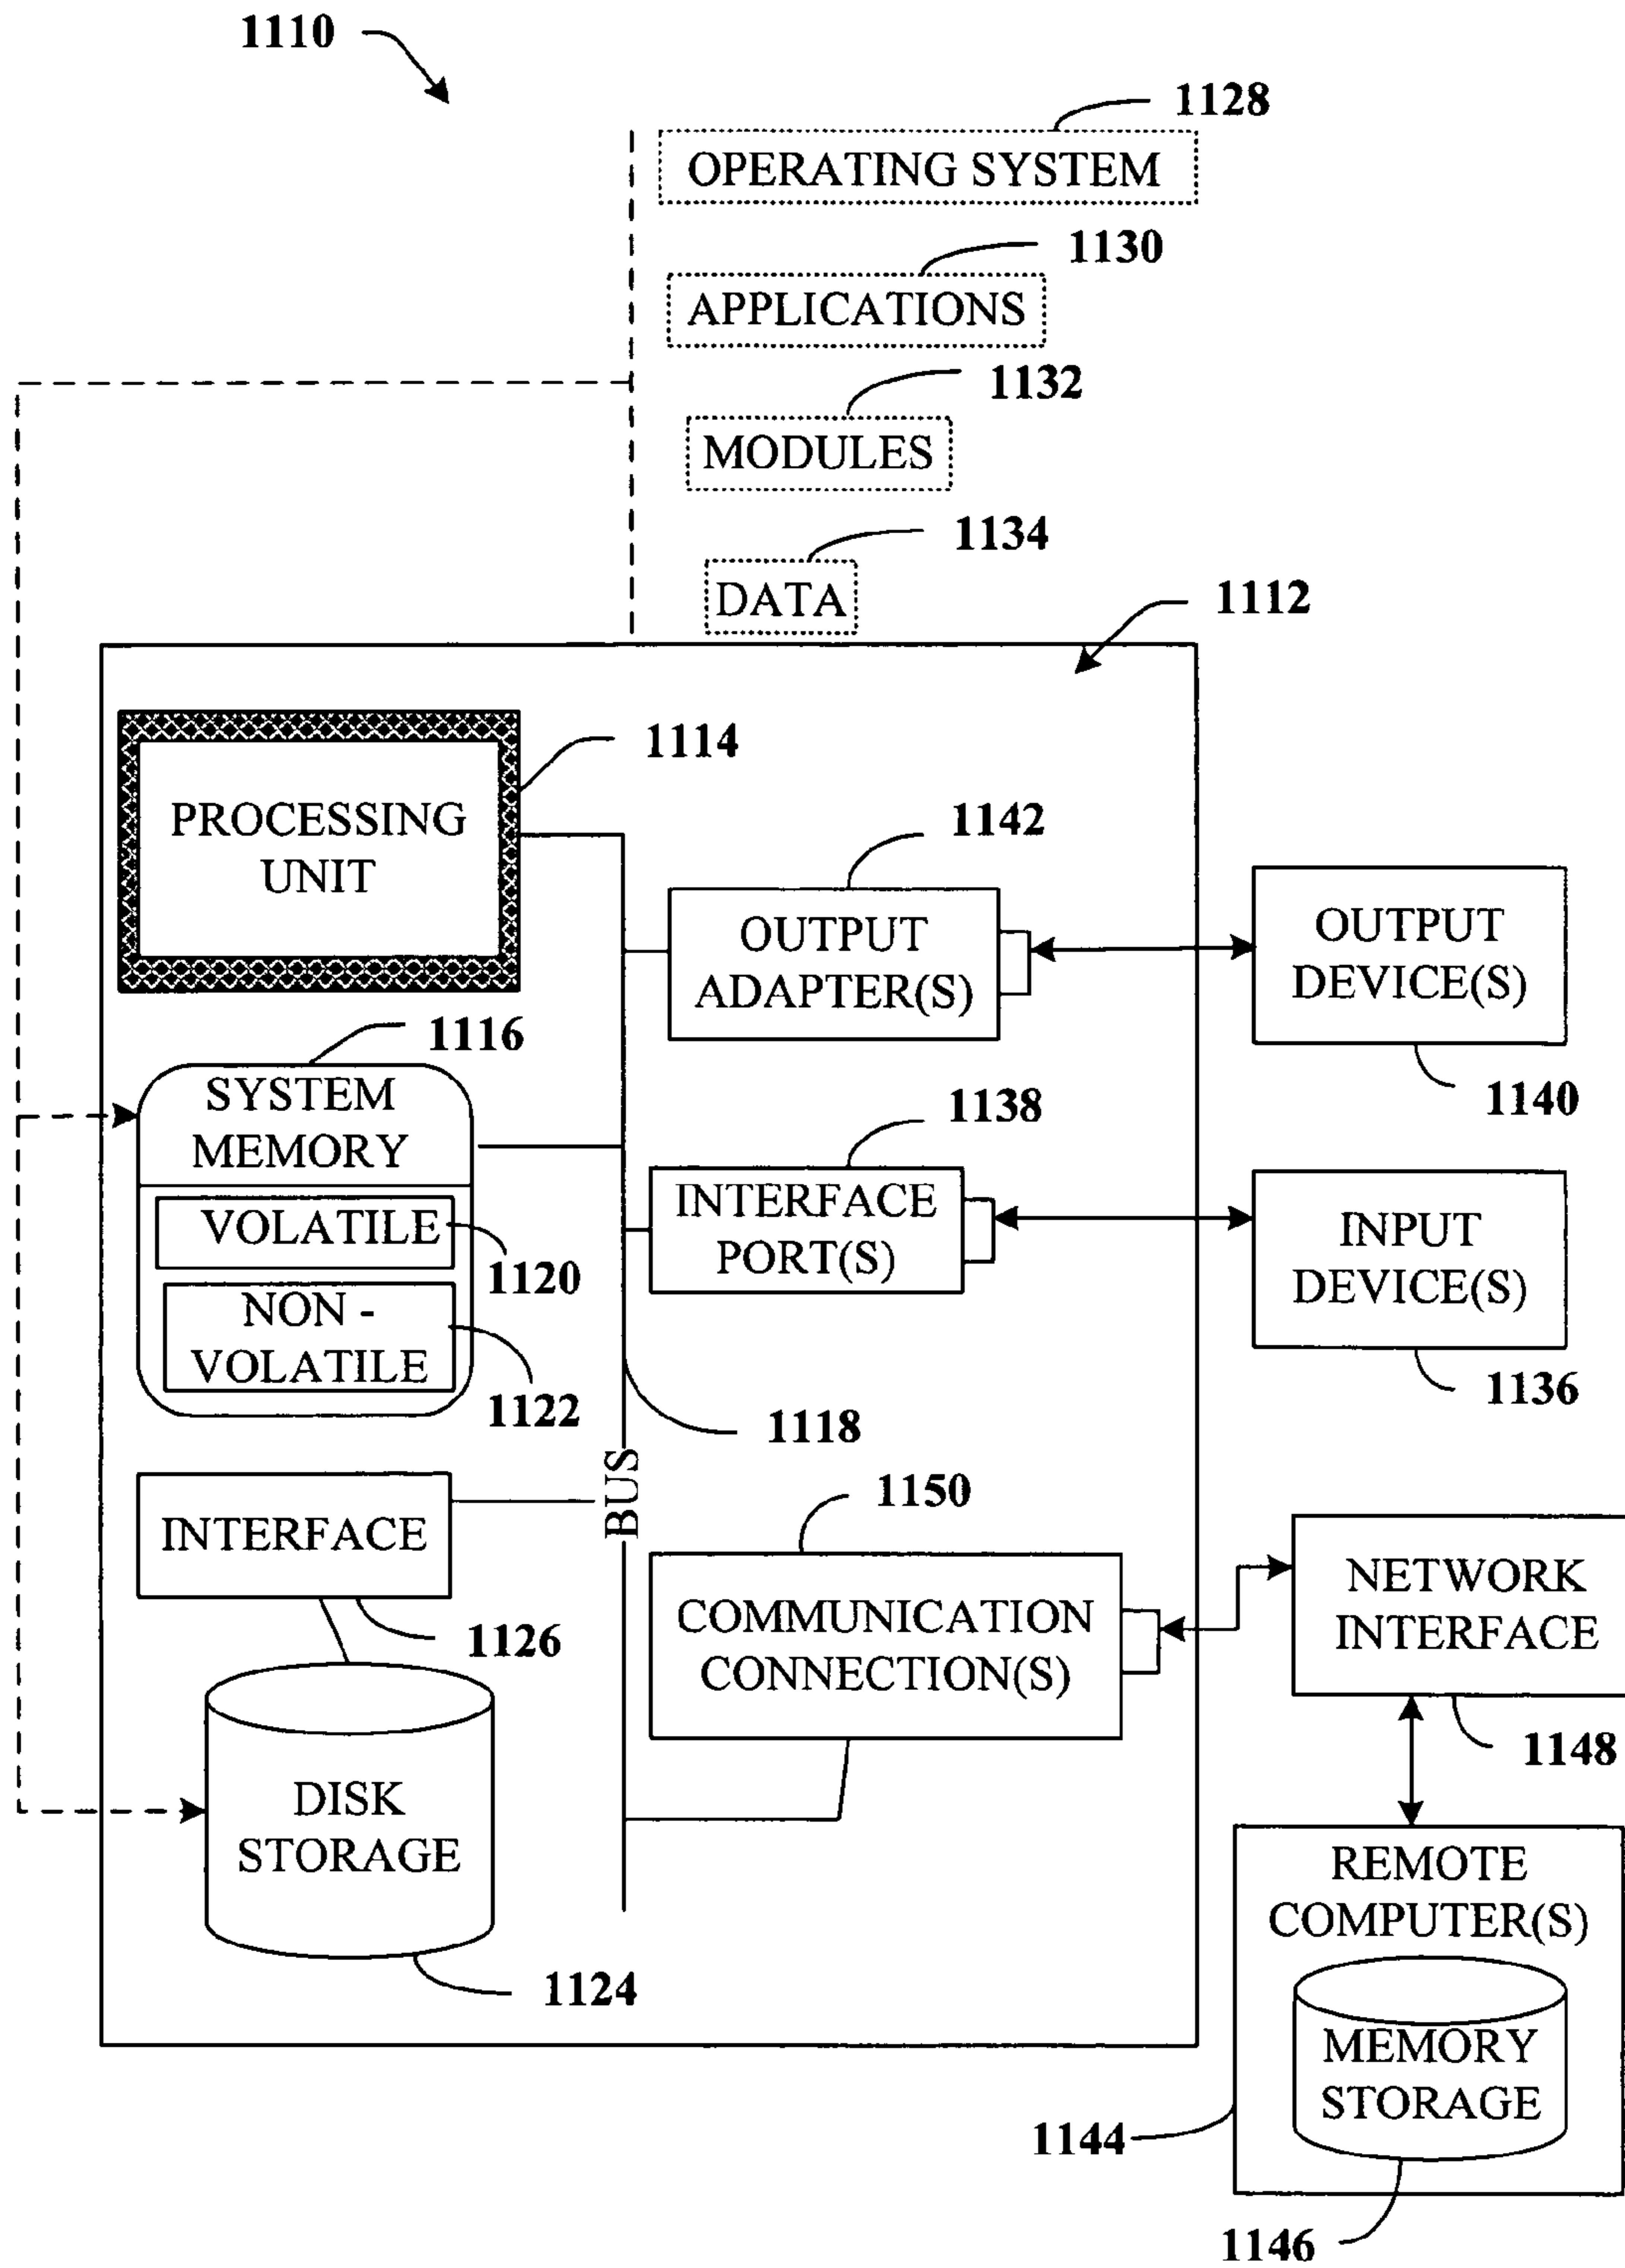 1110
1128
OPERATING SYSTEM
1130
APPLICATIONS
1132
MODULES
1134
DATA
1112
PROCESSING
UNIT
1114
1142
OUTPUT
ADAPTER(S)
OUTPUT
DEVICE(S)
1140
1116
SYSTEM
MEMORY
VOLATILE
1120
NON -
VOLATILE
1122
1138
INTERFACE
PORT(S)
INPUT
DEVICE(S)
1136
1118
BUS
INTERFACE
1126
1150
COMMUNICATION
CONNECTION(S)
NETWORK
INTERFACE
1148
DISK
STORAGE
1124
REMOTE
COMPUTER(S)
MEMORY
STORAGE
1144
1146